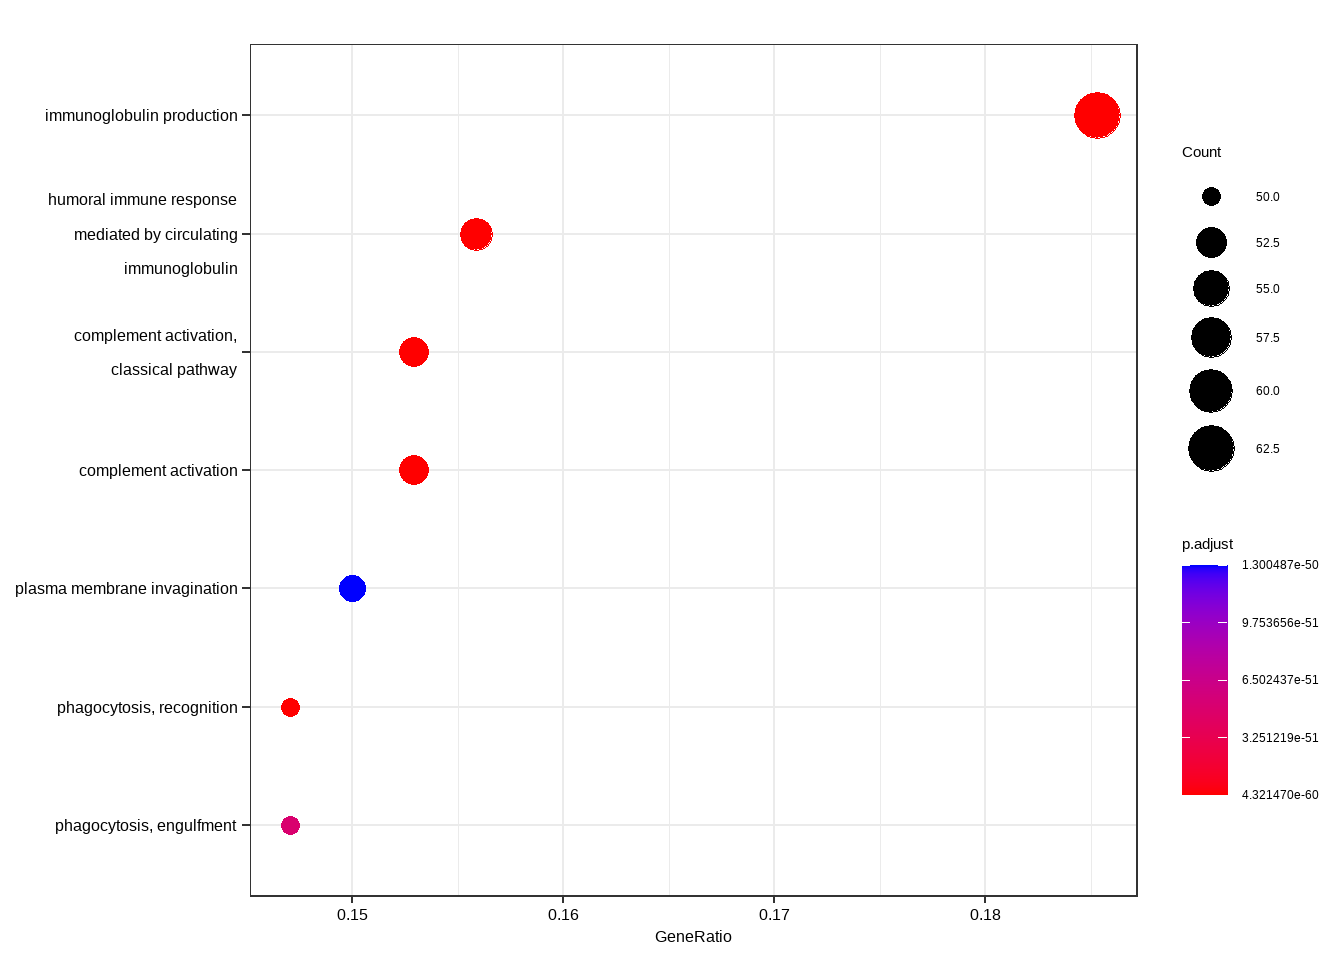 immunoglobulin production
humoral immune response
mediated by circulating
immunoglobulin
complement activation,
classical pathway
complement activation
plasma membrane invagination
phagocytosis, recognition
phagocytosis, engulfment
0.15
0.16
0.17
0.18
GeneRatio
Count
50.0
52.5
55.0
57.5
60.0
62.5
p.adjust
1.300487e-50
9.753656e-51
6.502437e-51
3.251219e-51
4.321470e-60